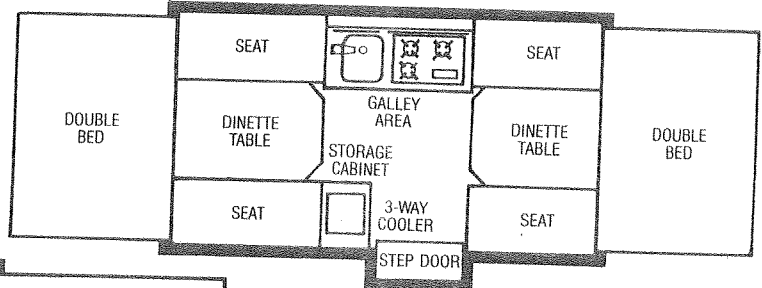 SEAT
SEAT
DOUBLE
BED
DINETTE
TABLE
GALLEY
AREA
DINETTE
TABLE
DOUBLE
BED
STORAGE
CABINET
SEAT
3-WAY
COOLER
SEAT
STEP DOOR